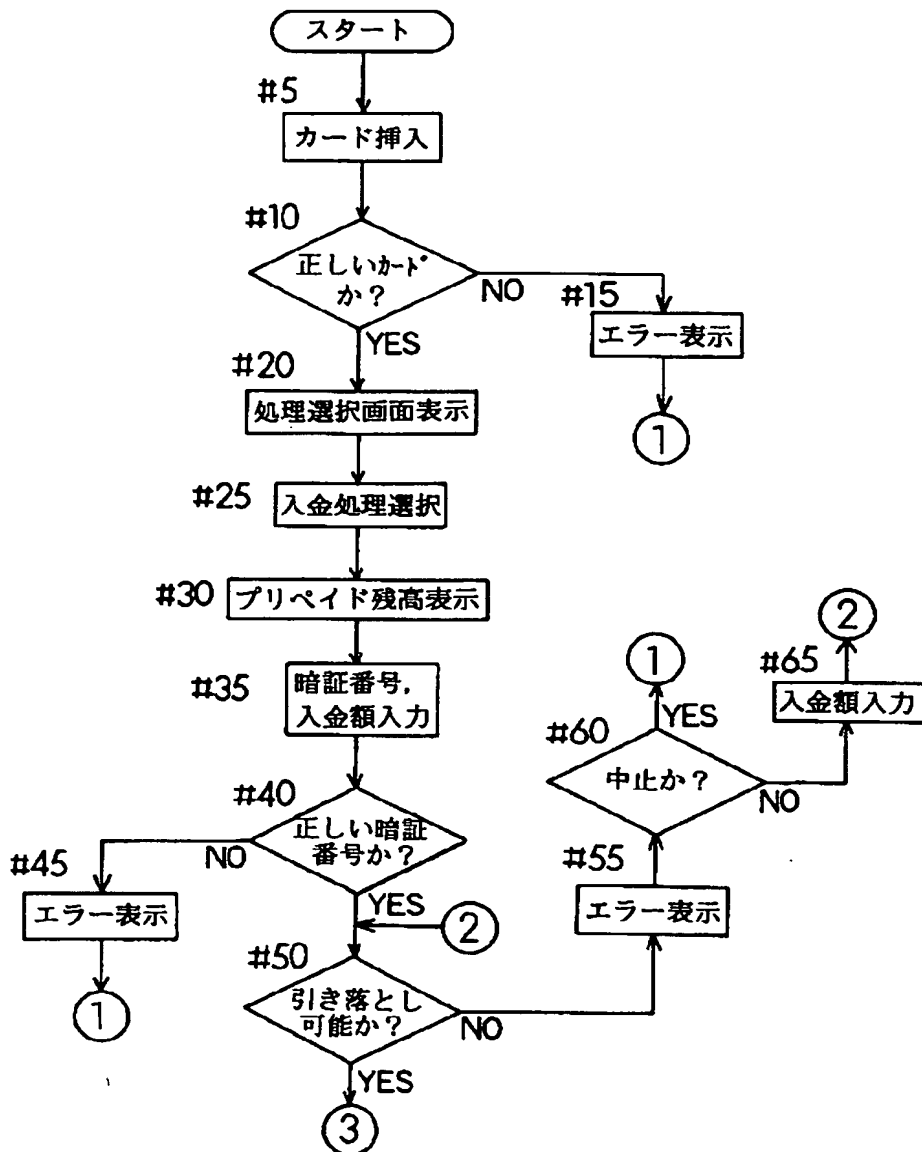 スタート
#5
カード挿入
#10
正しいカード
か？
NO
#15
エラー表示
①
YES
#20
処理選択画面表示
#25
入金処理選択
#30
プリペイド残高表示
#35
暗証番号，
入金額入力
#40
正しい暗証
番号か？
NO
#45
エラー表示
①
YES
②
#50
引き落とし
可能か？
YES
③
NO
#55
エラー表示
#60
中止か？
YES
①
NO
#65
入金額入力
②